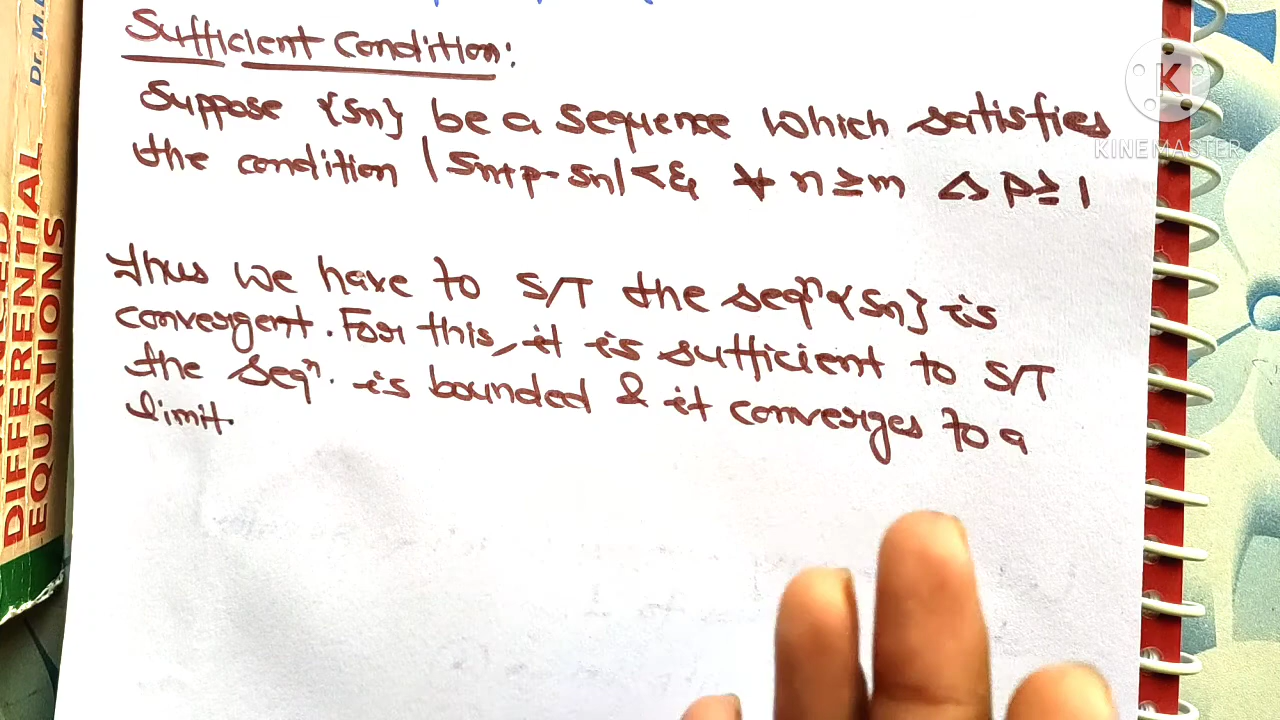 Sufficient Condition:
Suppose {Sn} be a sequence which satisfies
the condition |Sn+p-Sn|<ε, ∀ n≥m & p≥1
Thus we have to S/T the seqⁿ {Sn} is
convergent. For this, it is sufficient to S/T
the seqⁿ. is bounded & it converges to a
limit.
K
KINEMASTER
Dr. M.D
DIFFERENTIAL
EQUATIONS